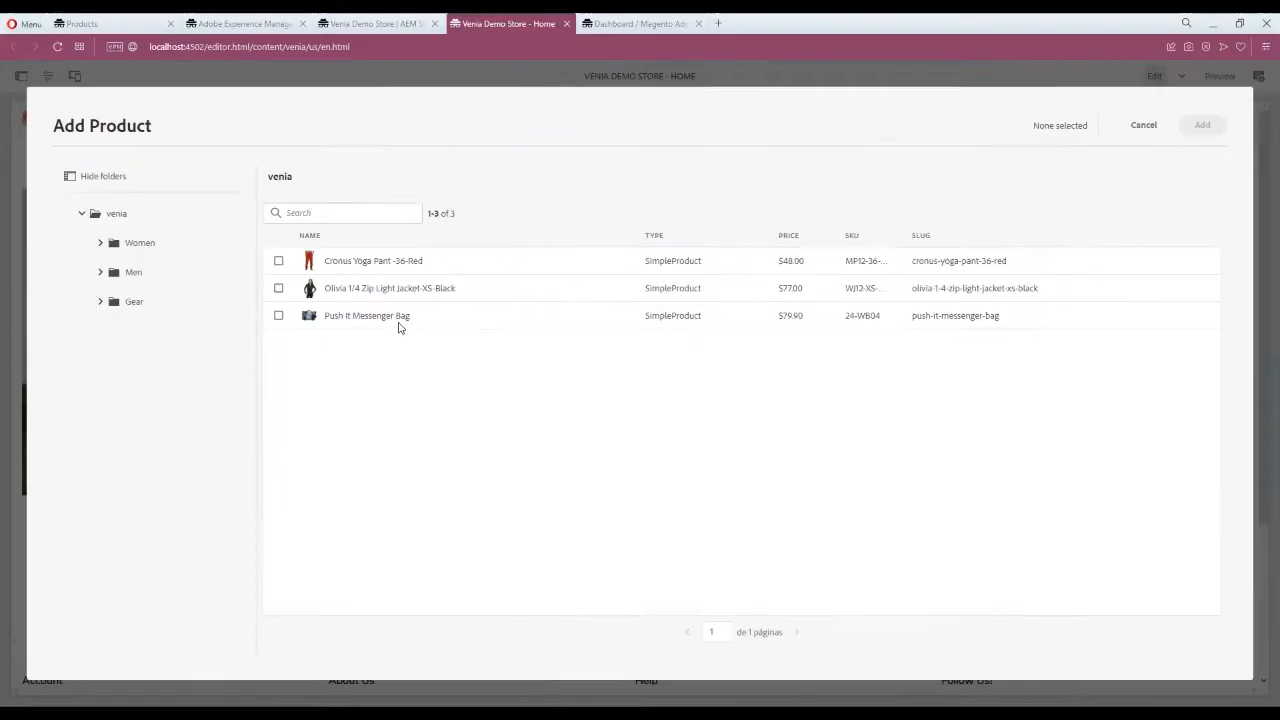 Menu
Products
Adobe Experience Manage
Venia Demo Store | AEM S
Venia Demo Store - Home
Dashboard / Magento Adm
VPN
localhost:4502/editor.html/content/venia/us/en.html
VENIA DEMO STORE - HOME
Edit
Preview
Add Product
None selected
Cancel
Add
Hide folders
venia
Women
Men
Gear
venia
Search
1-3 of 3
NAME TYPE PRICE SKU SLUG
Cronus Yoga Pant -36-Red SimpleProduct $48.00 MP12-36-... cronus-yoga-pant-36-red
Olivia 1/4 Zip Light Jacket-XS-Black SimpleProduct $77.00 WJ12-XS-... olivia-1-4-zip-light-jacket-xs-black
Push It Messenger Bag SimpleProduct $79.90 24-WB04 push-it-messenger-bag
1 de 1 páginas
Account About Us Help Follow Us!